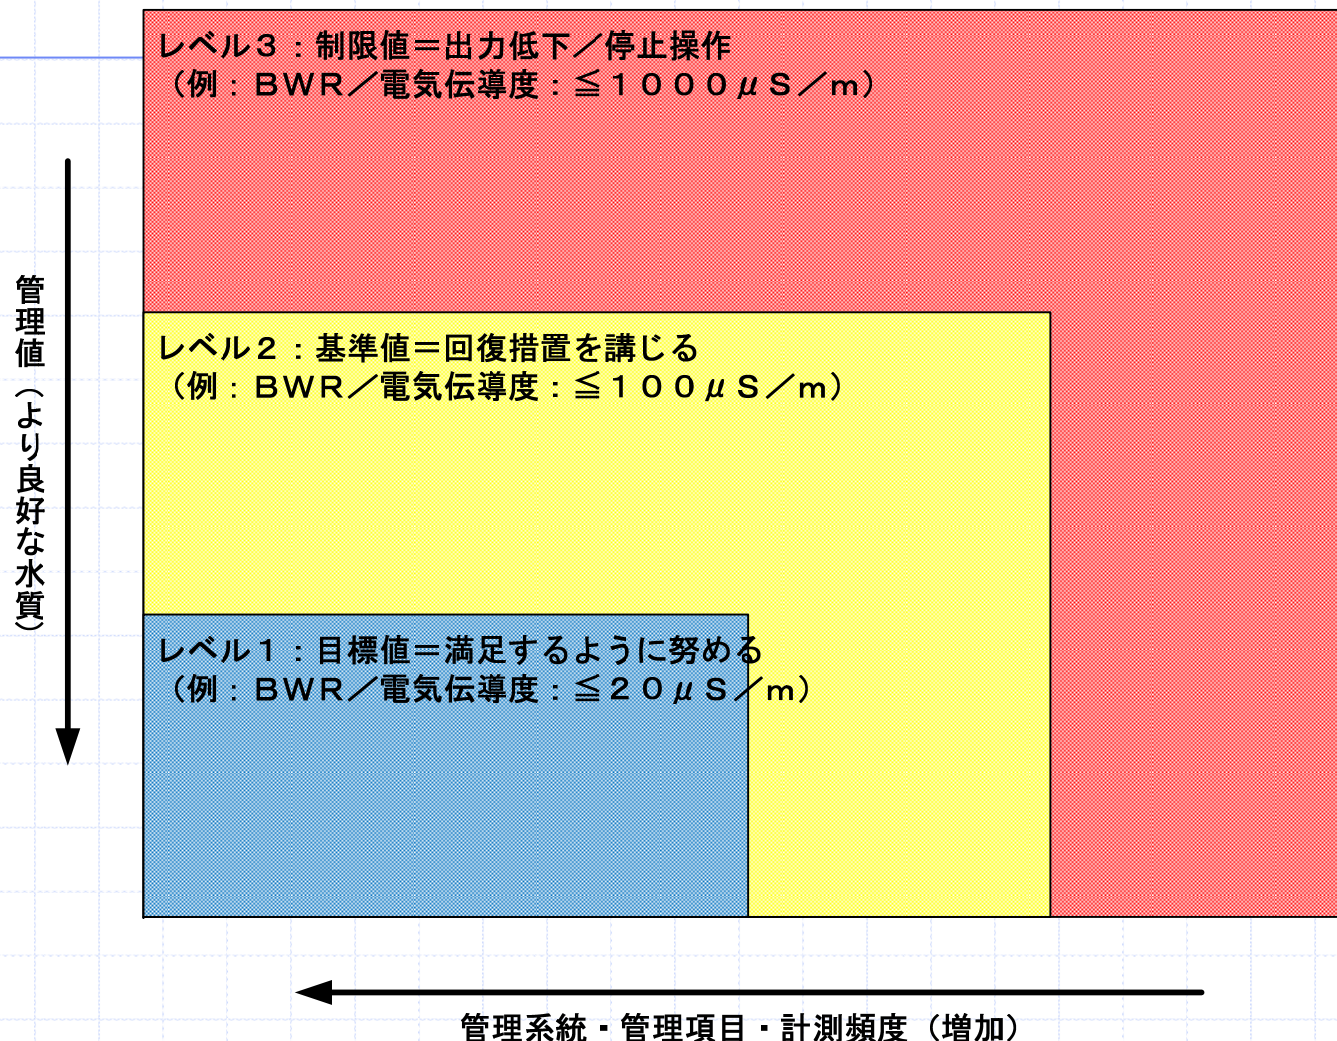 レベル３：制限値＝出力低下／停止操作
（例：ＢＷＲ／電気伝導度：≦１０００μＳ／ｍ）
管理値（より良好な水質）
レベル２：基準値＝回復措置を講じる
（例：ＢＷＲ／電気伝導度：≦１００μＳ／ｍ）
レベル１：目標値＝満足するように努める
（例：ＢＷＲ／電気伝導度：≦２０μＳ／ｍ）
管理系統・管理項目・計測頻度（増加）